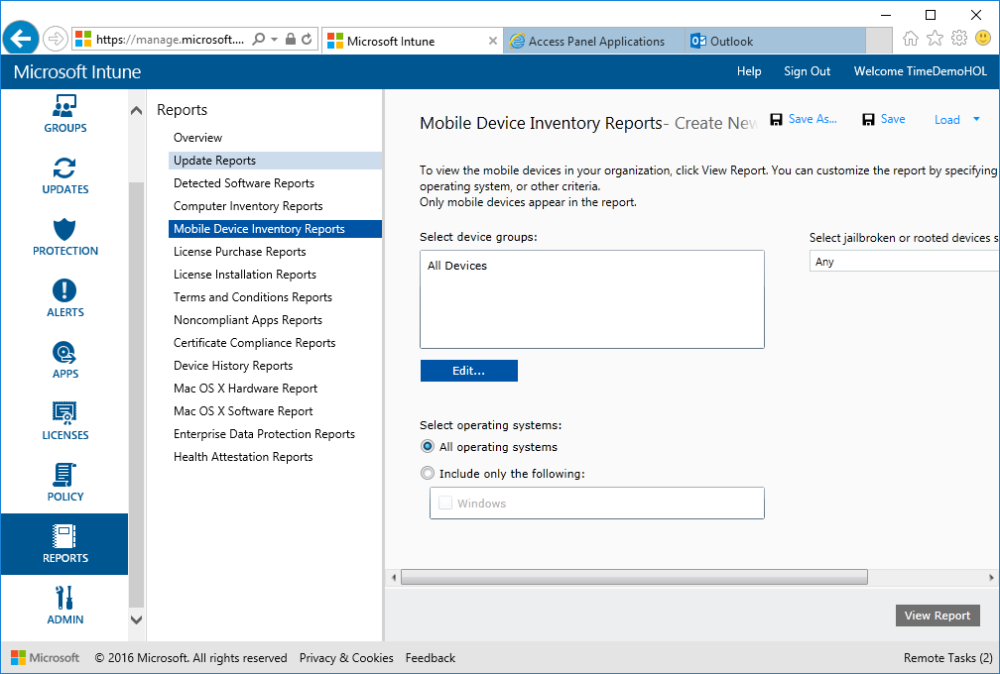 https://manage.microsoft....
Microsoft Intune
Access Panel Applications
Outlook
Microsoft Intune
Help
Sign Out
Welcome TimeDemoHOL
GROUPS
UPDATES
PROTECTION
ALERTS
APPS
LICENSES
POLICY
REPORTS
ADMIN
Reports
Overview
Update Reports
Detected Software Reports
Computer Inventory Reports
Mobile Device Inventory Reports
License Purchase Reports
License Installation Reports
Terms and Conditions Reports
Noncompliant Apps Reports
Certificate Compliance Reports
Device History Reports
Mac OS X Hardware Report
Mac OS X Software Report
Enterprise Data Protection Reports
Health Attestation Reports
Mobile Device Inventory Reports- Create New
Save As...
Save
Load
To view the mobile devices in your organization, click View Report. You can customize the report by specifying
operating system, or other criteria.
Only mobile devices appear in the report.
Select device groups:
All Devices
Edit...
Select jailbroken or rooted devices s
Any
Select operating systems:
All operating systems
Include only the following:
Windows
View Report
Microsoft
© 2016 Microsoft. All rights reserved
Privacy & Cookies
Feedback
Remote Tasks (2)